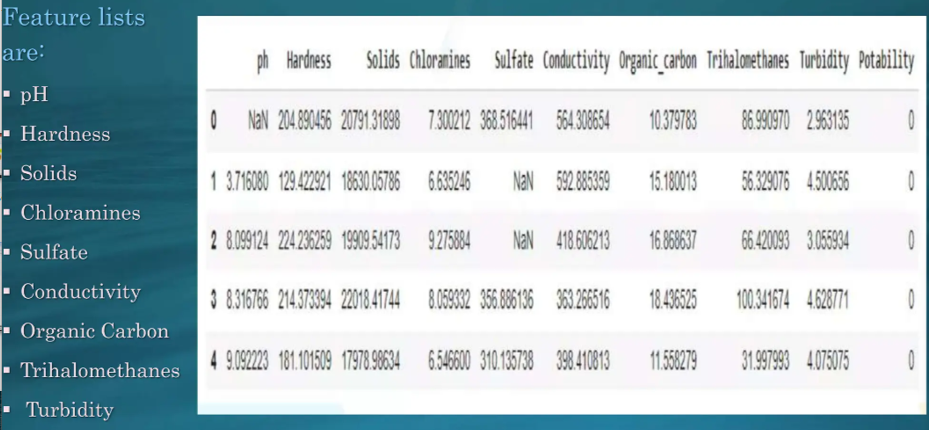 Feature lists
are:
▪ pH
▪ Hardness
▪ Solids
▪ Chloramines
▪ Sulfate
▪ Conductivity
▪ Organic Carbon
▪ Trihalomethanes
▪ Turbidity
ph Hardness Solids Chloramines Sulfate Conductivity Organic_carbon Trihalomethanes Turbidity Potability
0 NaN 204.890456 20791.31898 7.300212 368.516441 564.308654 10.379783 86.990970 2.963135 0
1 3.716080 129.422921 18630.05786 6.635246 NaN 592.885359 15.180013 56.329076 4.500656 0
2 8.099124 224.236259 19909.54173 9.275884 NaN 418.606213 16.868637 66.420093 3.055934 0
3 8.316766 214.373394 22018.41744 8.059332 356.886136 363.266516 18.436525 100.341674 4.628771 0
4 9.092223 181.101509 17978.98634 6.546600 310.135738 398.410813 11.558279 31.997993 4.075075 0